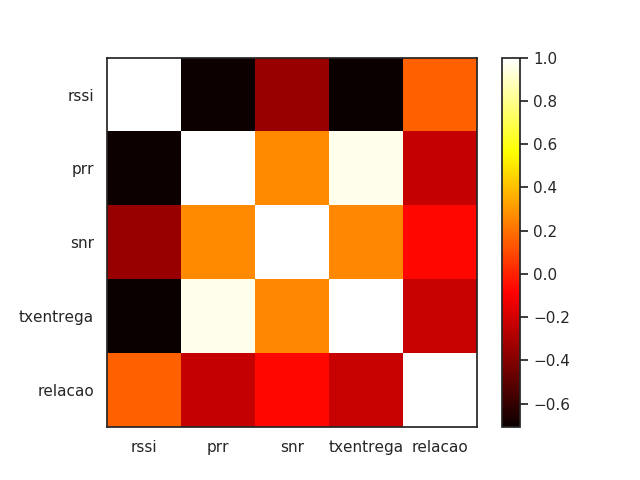 rssi
prr
snr
txentrega
relacao
rssi prr snr txentrega relacao
1.0
0.8
0.6
0.4
0.2
0.0
−0.2
−0.4
−0.6